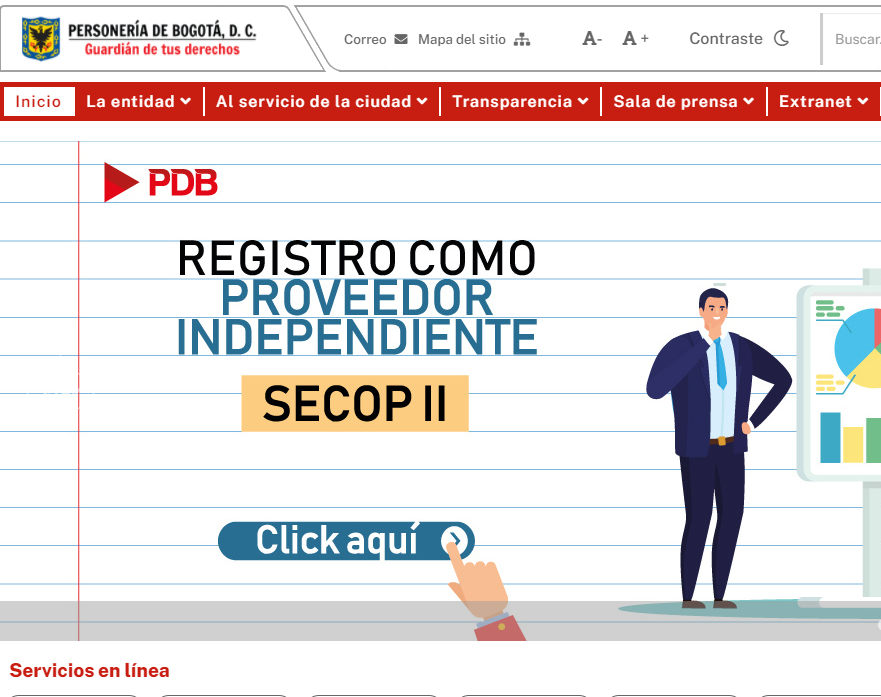 PERSONERÍA DE BOGOTÁ, D. C.
Guardián de tus derechos
Correo
Mapa del sitio
A-
A+
Contraste
Buscar
Inicio
La entidad
Al servicio de la ciudad
Transparencia
Sala de prensa
Extranet
PDB
REGISTRO COMO
PROVEEDOR
INDEPENDIENTE
SECOP II
Click aquí
Servicios en línea